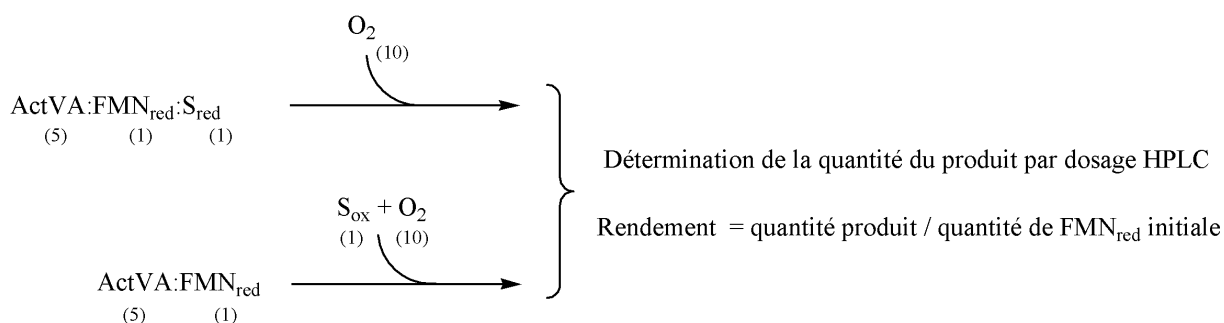 O2
(10)
ActVA:FMNred:Sred
(5) (1) (1)
Détermination de la quantité du produit par dosage HPLC
Sox + O2
(1) (10)
Rendement = quantité produit / quantité de FMNred initiale
ActVA:FMNred
(5) (1)